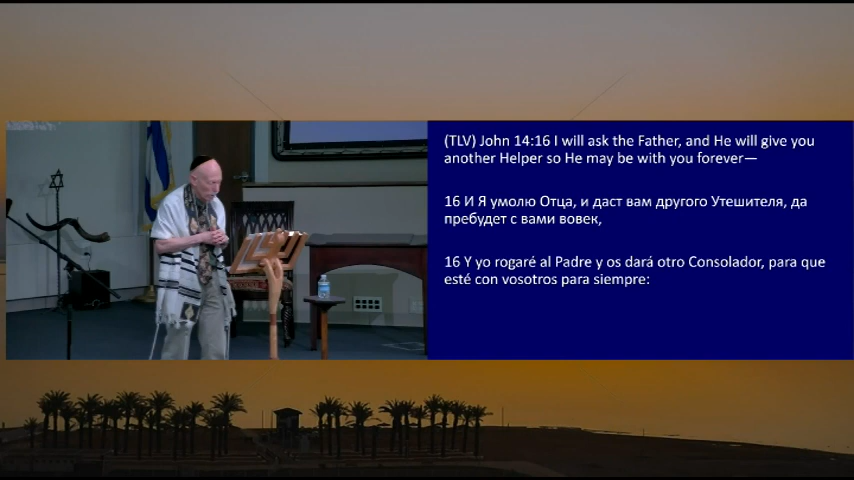 (TLV) John 14:16 I will ask the Father, and He will give you
another Helper so He may be with you forever—
16 И Я умолю Отца, и даст вам другого Утешителя, да
пребудет с вами вовек,
16 Y yo rogaré al Padre y os dará otro Consolador, para que
esté con vosotros para siempre: